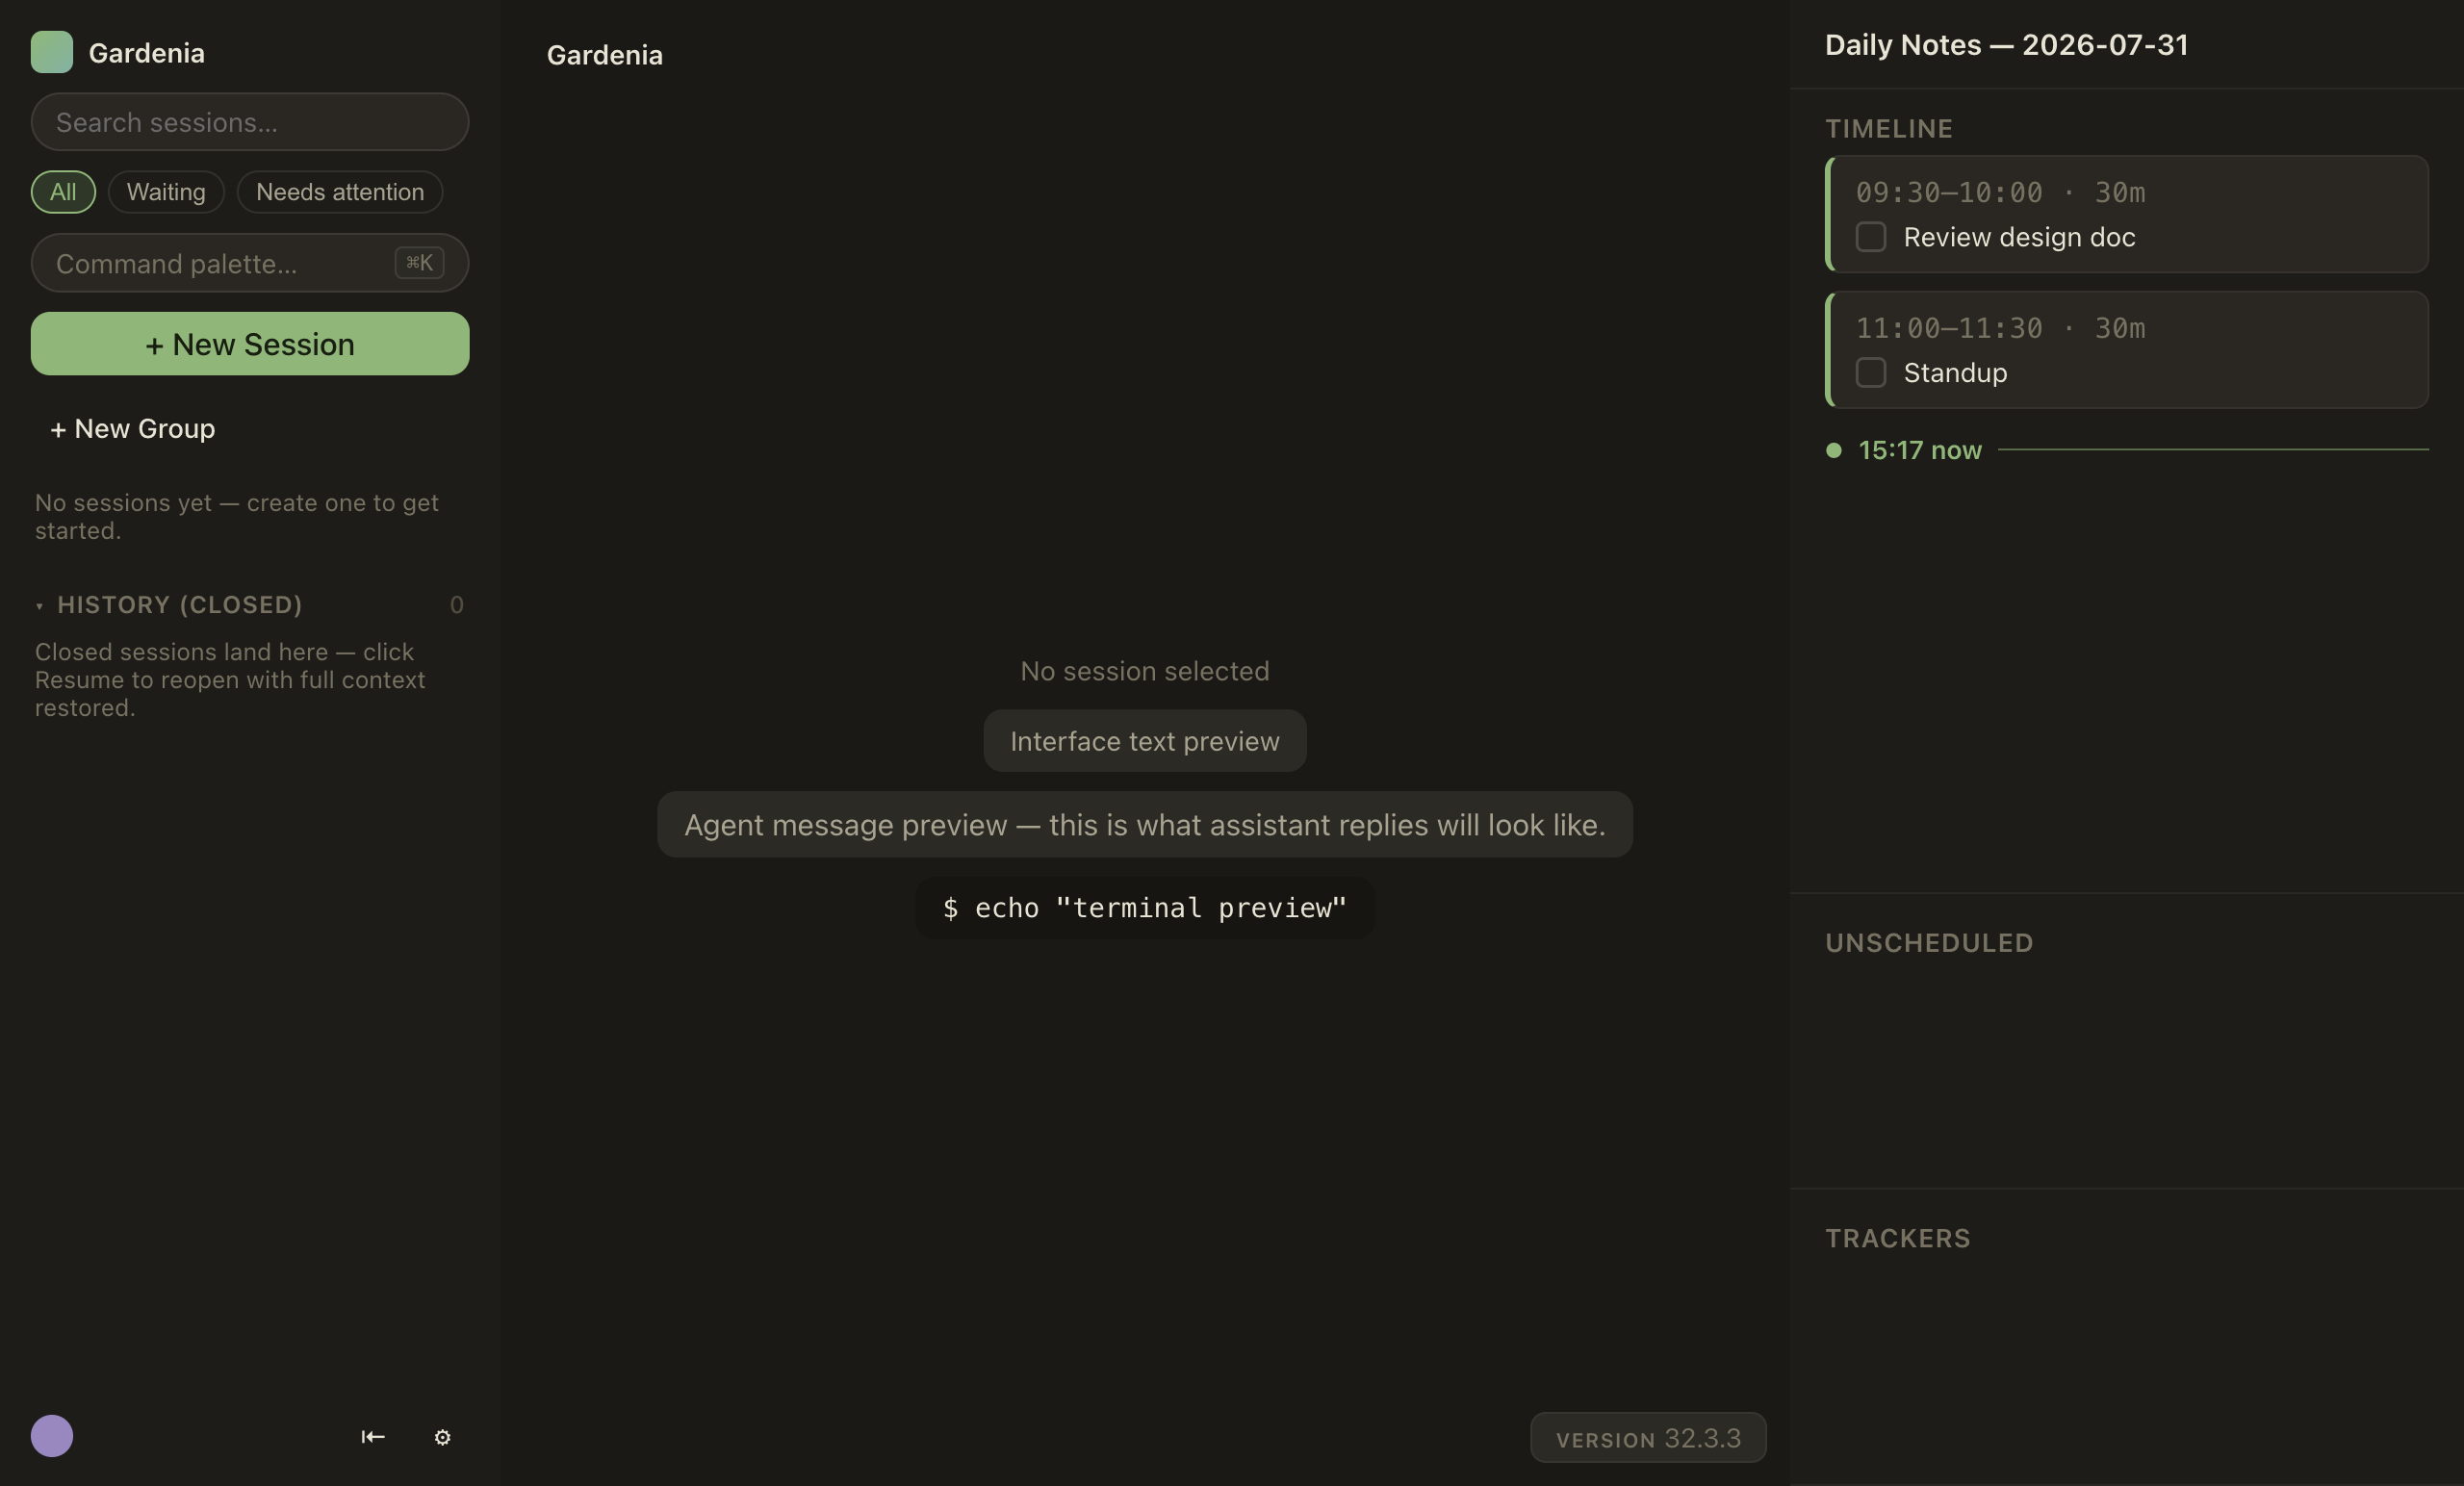 Gardenia
Search sessions...
All
Waiting
Needs attention
Command palette...
⌘K
+ New Session
+ New Group
No sessions yet — create one to get
started.
▾ HISTORY (CLOSED) 0
Closed sessions land here — click
Resume to reopen with full context
restored.
Gardenia
No session selected
Interface text preview
Agent message preview — this is what assistant replies will look like.
$ echo "terminal preview"
VERSION 32.3.3
Daily Notes — 2026-07-31
TIMELINE
09:30–10:00 · 30m
Review design doc
11:00–11:30 · 30m
Standup
15:17 now
UNSCHEDULED
TRACKERS